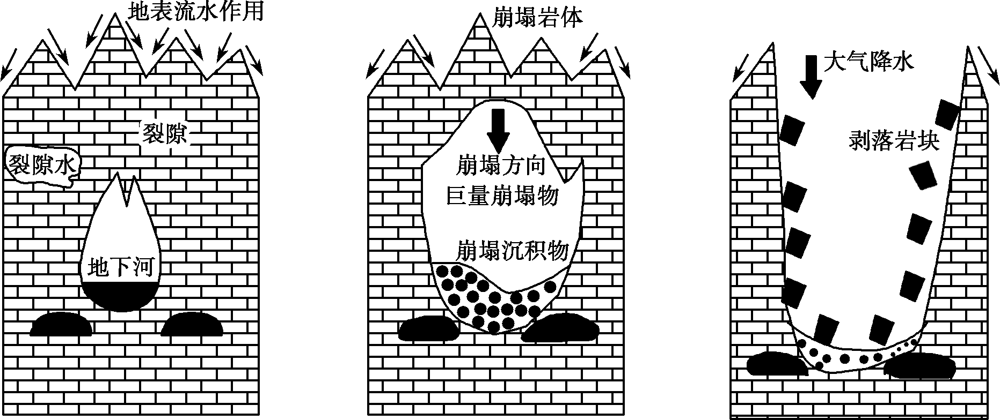 地表流水作用
裂隙
裂隙水
地下河
崩塌岩体
崩塌方向
巨量崩塌物
崩塌沉积物
大气降水
剥落岩块